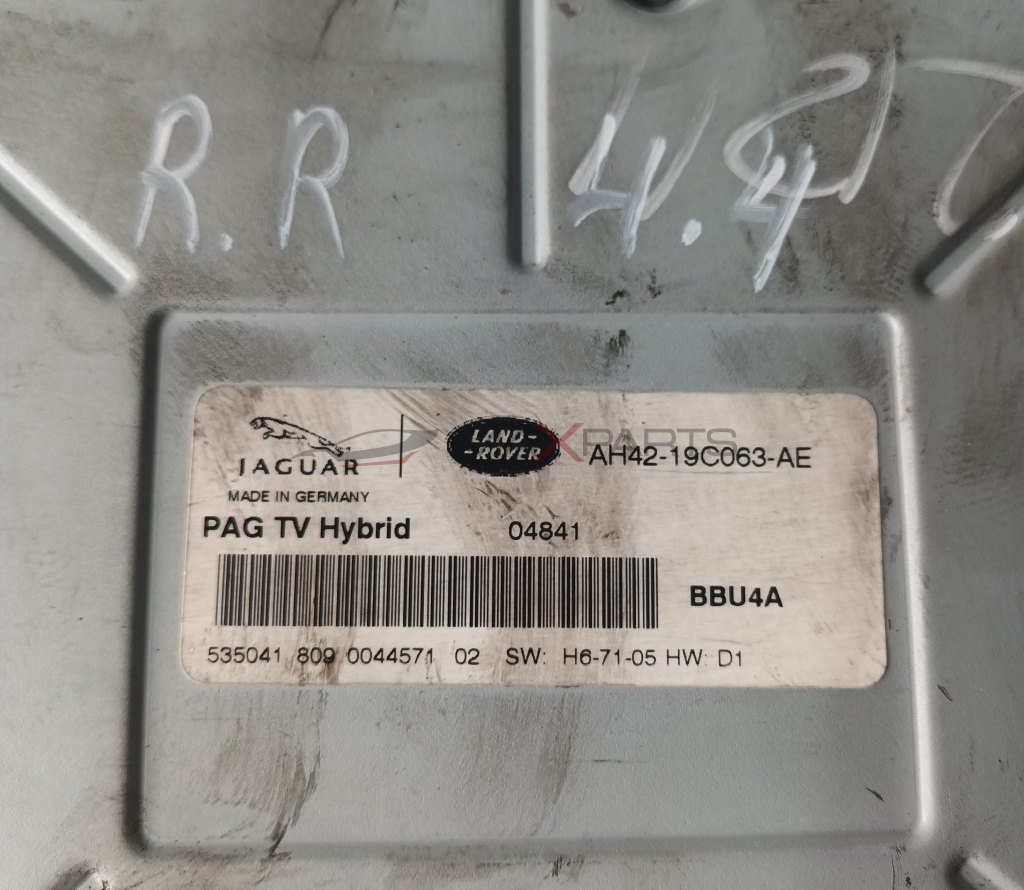 R.R 4.4
LAND-
-ROVER
XPARTS
JAGUAR
AH42-19C063-AE
MADE IN GERMANY
PAG TV Hybrid 04841
BBU4A
535041 809 0044571 02 SW: H6-71-05 HW: D1